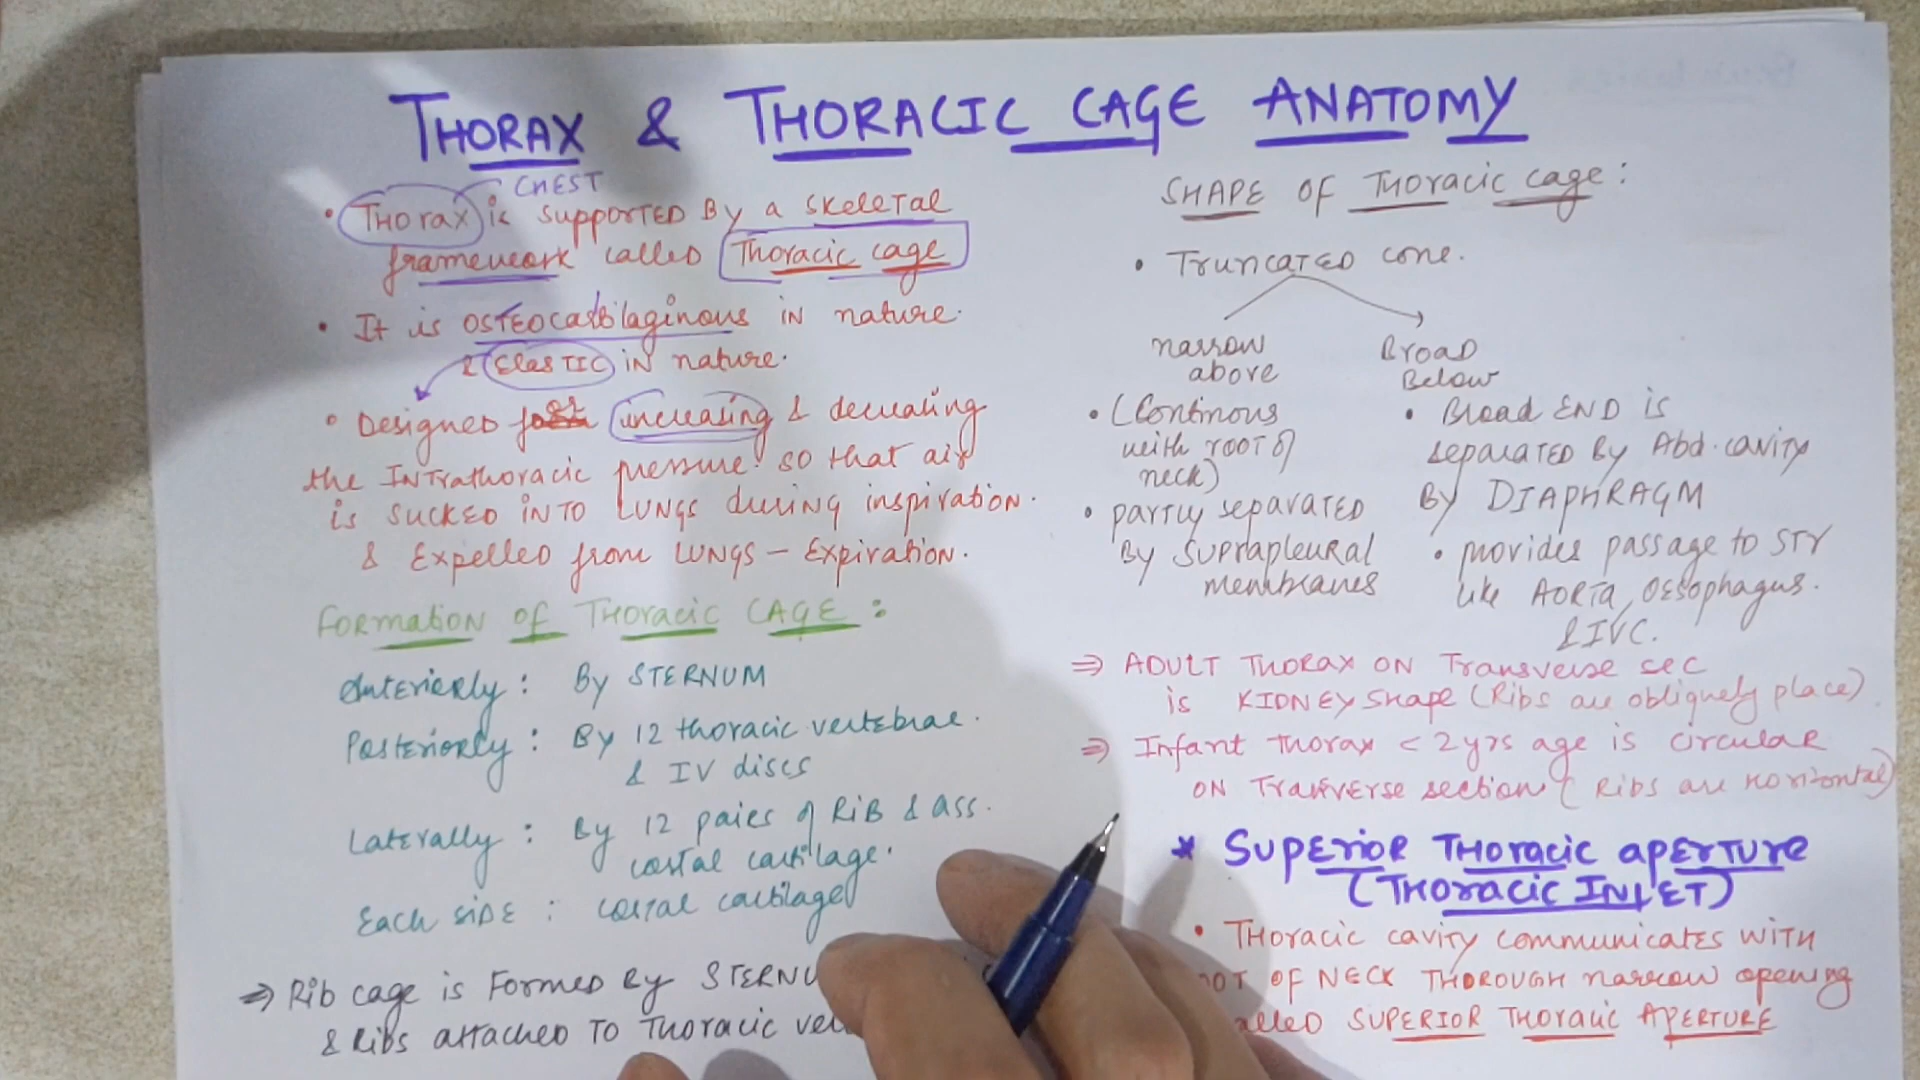 THORAX & THORACIC CAGE ANATOMY
CHEST
• Thorax is supported By a skeletal
framework called Thoracic cage
• It is osteocartilaginous in nature.
& Elastic in nature.
• Designed for increasing & decreasing
the Intrathoracic pressure. so that air
is sucked into Lungs during inspiration.
& Expelled from Lungs - Expiration.
Formation of Thoracic CAGE :
Anteriorly : By STERNUM
Posteriorly : By 12 thoracic vertebrae.
& IV discs
Laterally : By 12 pairs of Rib & ass.
costal cartilage.
Each side : costal cartilage
⇒ Rib cage is Formed By STERNU
& Ribs attached To Thoracic ver
SHAPE OF Thoracic cage :
• Truncated cone.
narrow above
Broad Below
• (Continous
with root of
neck)
• partly separated
By Suprapleural
membranes
• Broad END is
separated By Abd. cavity
By DIAPHRAGM
• provides passage to STR
like AORTA, Oesophagus.
& IVC.
⇒ ADULT THORAX ON Transverse sec
is KIDNEY shape (Ribs are obliquely place)
⇒ Infant thorax < 2 yrs age is circular
ON Tranverse section ( Ribs are horizontal)
* Superior Thoracic aperture
(Thoracic INLET)
• Thoracic cavity communicates with
OT OF NECK THOROUGH narrow opening
alled SUPERIOR Thoracic APERTURE